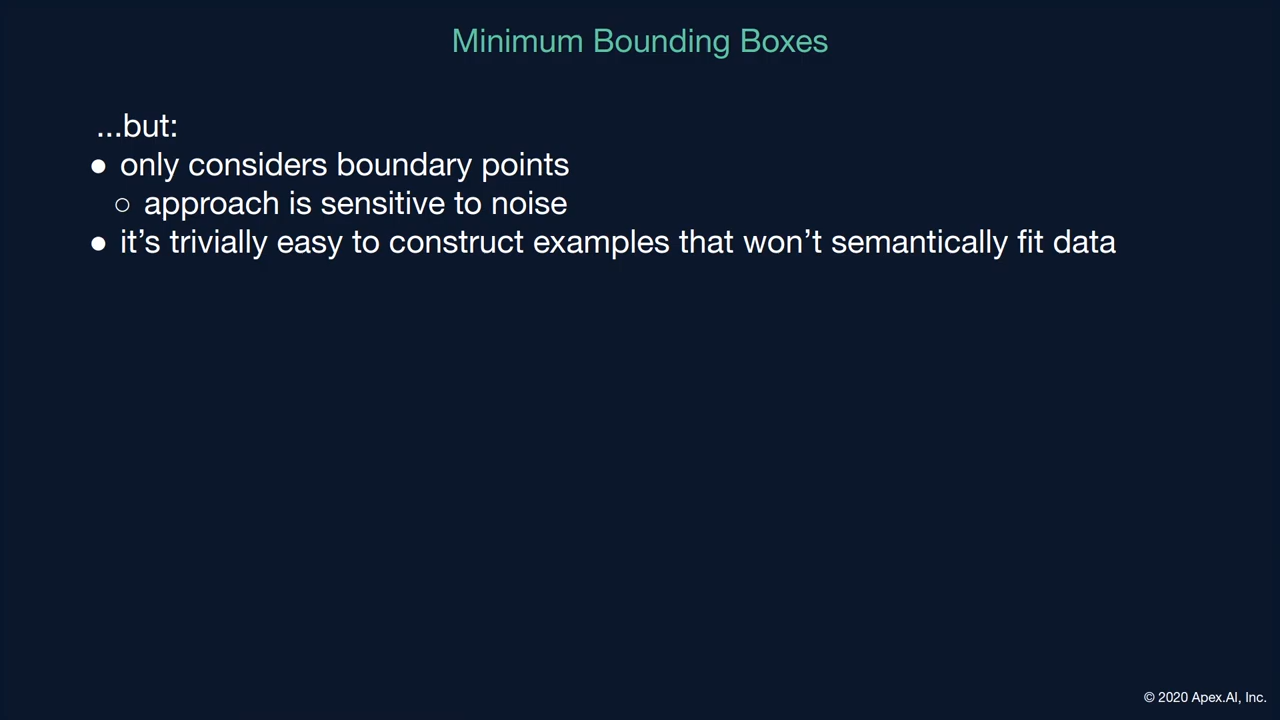 Minimum Bounding Boxes
...but:
● only considers boundary points
○ approach is sensitive to noise
● it’s trivially easy to construct examples that won’t semantically fit data
© 2020 Apex.AI, Inc.